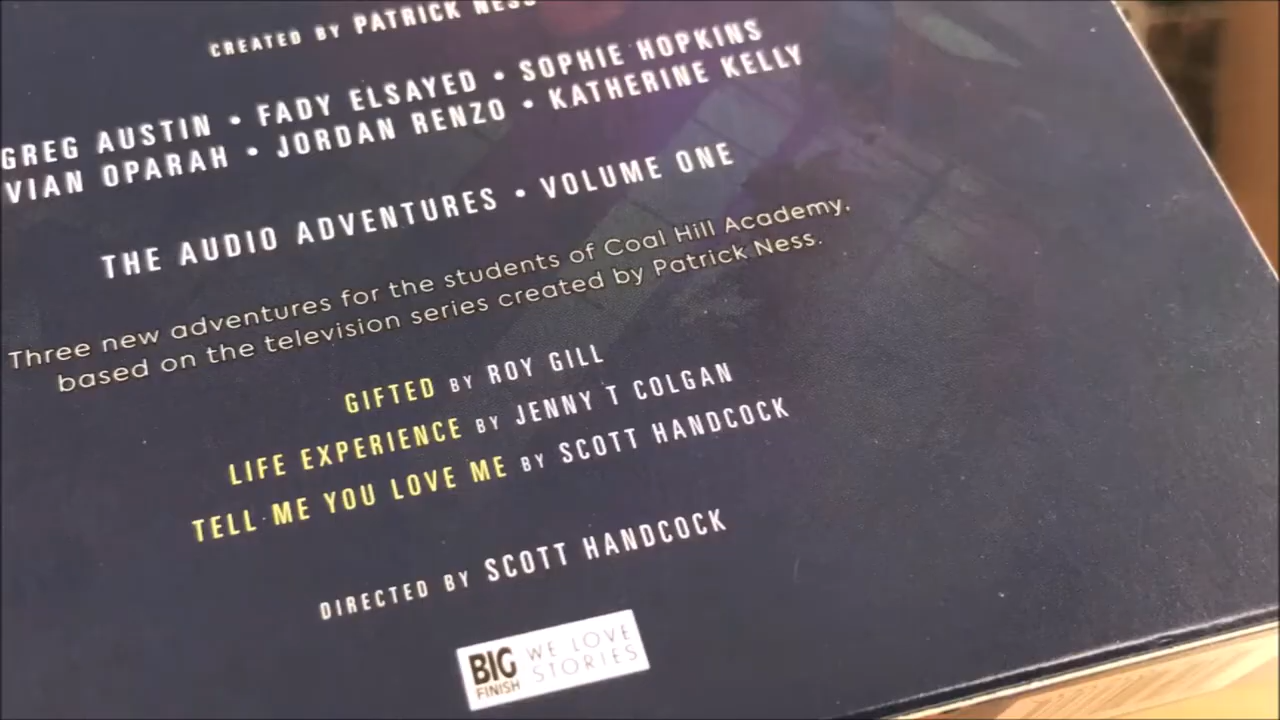 CREATED BY PATRICK NESS
GREG AUSTIN • FADY ELSAYED • SOPHIE HOPKINS
VIAN OPARAH • JORDAN RENZO • KATHERINE KELLY
THE AUDIO ADVENTURES • VOLUME ONE
Three new adventures for the students of Coal Hill Academy,
based on the television series created by Patrick Ness.
GIFTED BY ROY GILL
LIFE EXPERIENCE BY JENNY T COLGAN
TELL ME YOU LOVE ME BY SCOTT HANDCOCK
DIRECTED BY SCOTT HANDCOCK
BIG FINISH
WE LOVE
STORIES